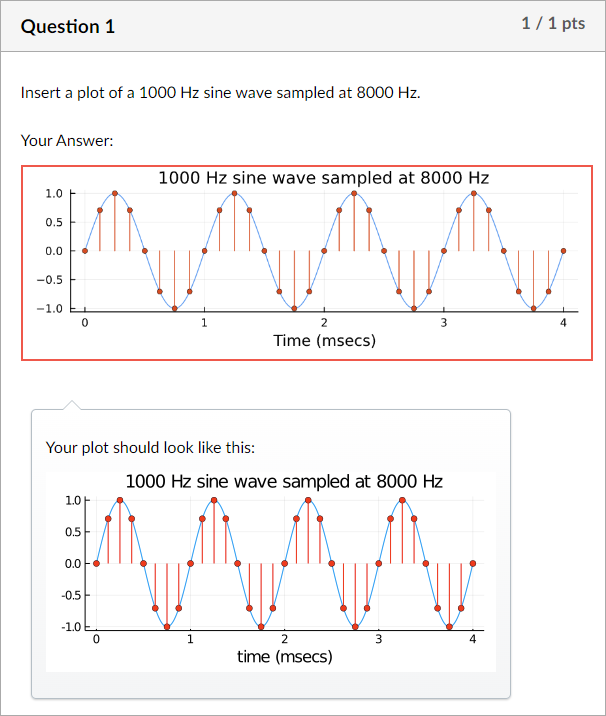 Question 1
1 / 1 pts
Insert a plot of a 1000 Hz sine wave sampled at 8000 Hz.
Your Answer:
1000 Hz sine wave sampled at 8000 Hz
1.0
0.5
0.0
−0.5
−1.0
0 1 2 3 4
Time (msecs)
Your plot should look like this:
1000 Hz sine wave sampled at 8000 Hz
1.0
0.5
0.0
-0.5
-1.0
0 1 2 3 4
time (msecs)